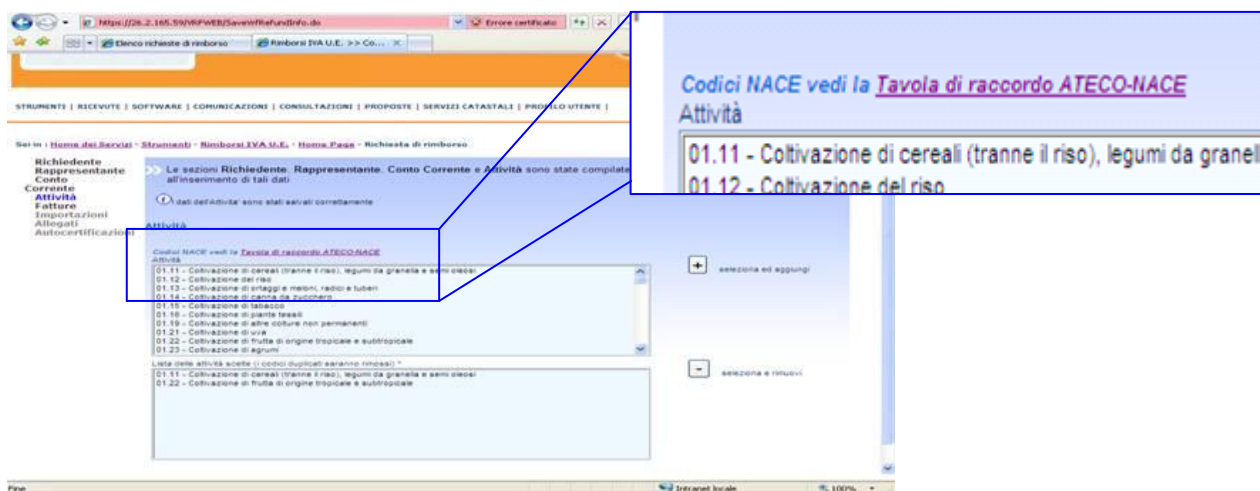 https://26.2.165.59/VRFWEB/SaveWfRefundInfo.do
Errore certificato
Elenco richieste di rimborso
Rimborsi IVA U.E. >> Co...
STRUMENTI | RICEVUTE | SOFTWARE | COMUNICAZIONI | CONSULTAZIONI | PROPOSTE | SERVIZI CATASTALI | PROFILO UTENTE |
Sei in : Home dei Servizi - Strumenti - Rimborsi IVA U.E. - Home Page - Richiesta di rimborso
Richiedente
Rappresentante
Conto
Corrente
Attività
Fatture
Importazioni
Allegati
Autocertificazioni
Le sezioni Richiedente, Rappresentante, Conto Corrente e Attività sono state compilate
all'inserimento di tali dati
i dati dell'Attivita' sono stati salvati correttamente
Attività
Codici NACE vedi la Tavola di raccordo ATECO-NACE
Attività
01.11 - Coltivazione di cereali (tranne il riso), legumi da granella e semi oleosi
01.12 - Coltivazione del riso
01.13 - Coltivazione di ortaggi e meloni, radici e tuberi
01.14 - Coltivazione di canna da zucchero
01.15 - Coltivazione di tabacco
01.16 - Coltivazione di piante tessili
01.19 - Coltivazione di altre colture non permanenti
01.21 - Coltivazione di uva
01.22 - Coltivazione di frutta di origine tropicale e subtropicale
01.23 - Coltivazione di agrumi
+ seleziona ed aggiungi
Lista delle attività scelte (i codici duplicati saranno rimossi) *
01.11 - Coltivazione di cereali (tranne il riso), legumi da granella e semi oleosi
01.22 - Coltivazione di frutta di origine tropicale e subtropicale
- seleziona e rimuovi
Fine
Intranet locale
100%
Codici NACE vedi la Tavola di raccordo ATECO-NACE
Attività
01.11 - Coltivazione di cereali (tranne il riso), legumi da granell
01.12 - Coltivazione del riso